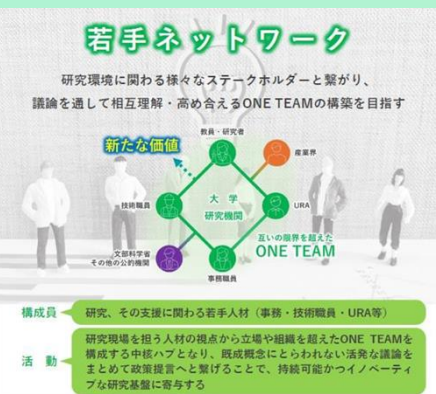 若手ネットワーク
研究環境に関わる様々なステークホルダーと繋がり、
議論を通して相互理解・高め合えるONE TEAMの構築を目指す
教員・研究者
新たな価値
産業界
技術職員
大 学
研究機関
URA
文部科学省
その他の公的機関
互いの限界を超えた
ONE TEAM
事務職員
構成員
研究、その支援に関わる若手人材（事務・技術職員・URA等）
活 動
研究現場を担う人材の視点から立場や組織を超えたONE TEAMを
構成する中核ハブとなり、既成概念にとらわれない活発な議論を
まとめて政策提言へと繋げることで、持続可能かつイノベーティ
ブな研究基盤に寄与する